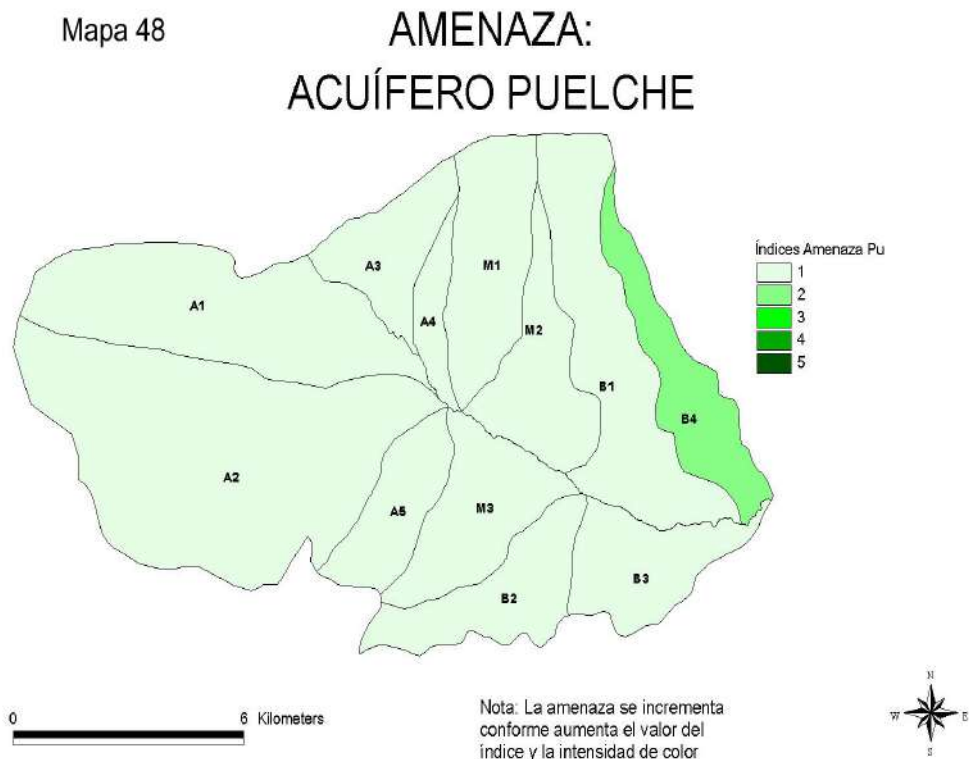 Mapa 48
AMENAZA:
ACUÍFERO PUELCHE
Índices Amenaza Pu
1
2
3
4
5
A1
A3
A4
M1
M2
B1
B4
A2
A5
M3
B2
B3
0 6 Kilometers
Nota: La amenaza se incrementa
conforme aumenta el valor del
índice y la intensidad de color
N
W E
S